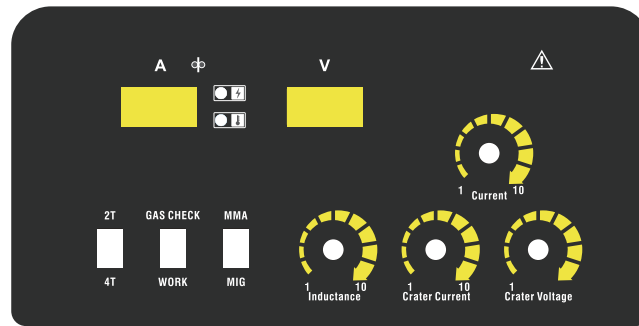 A V
1 10
Current
2T GAS CHECK MMA
4T WORK MIG
1 10 1 10 1 10
Inductance Crater Current Crater Voltage